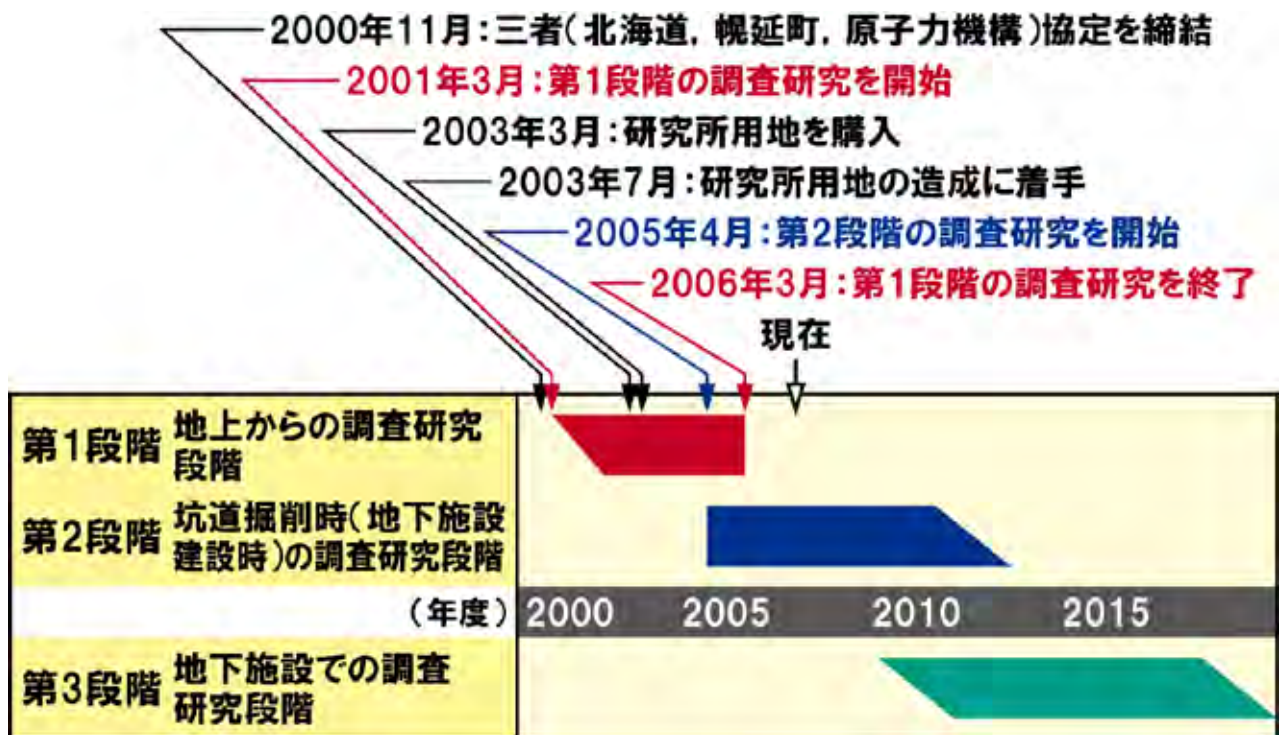 2000年11月：三者（北海道，幌延町，原子力機構）協定を締結
2001年3月：第1段階の調査研究を開始
2003年3月：研究所用地を購入
2003年7月：研究所用地の造成に着手
2005年4月：第2段階の調査研究を開始
2006年3月：第1段階の調査研究を終了
現在
第1段階 地上からの調査研究
段階
第2段階 坑道掘削時（地下施設
建設時）の調査研究段階
（年度） 2000 2005 2010 2015
第3段階 地下施設での調査
研究段階